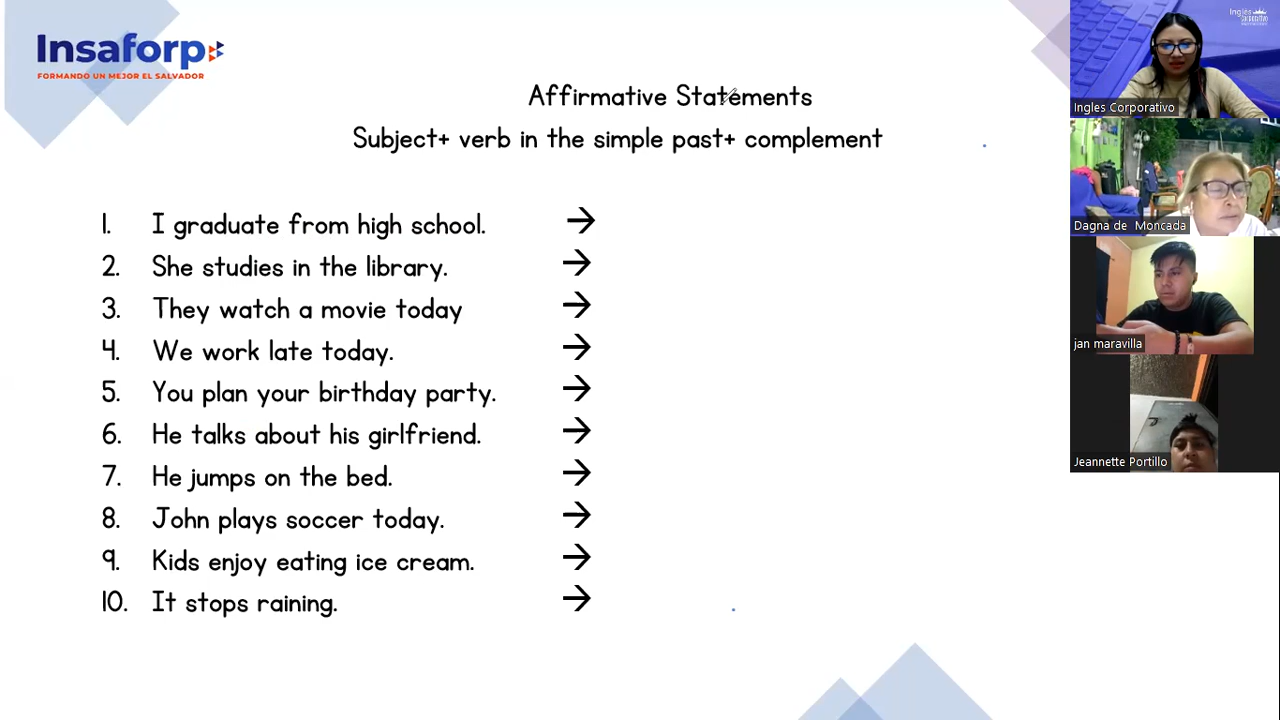 Insaforp
FORMANDO UN MEJOR EL SALVADOR
Affirmative Statements
Subject+ verb in the simple past+ complement
1. I graduate from high school. →
2. She studies in the library. →
3. They watch a movie today →
4. We work late today. →
5. You plan your birthday party. →
6. He talks about his girlfriend. →
7. He jumps on the bed. →
8. John plays soccer today. →
9. Kids enjoy eating ice cream. →
10. It stops raining. →
Inglés
Ingles Corporativo
Dagna de Moncada
jan maravilla
Jeannette Portillo